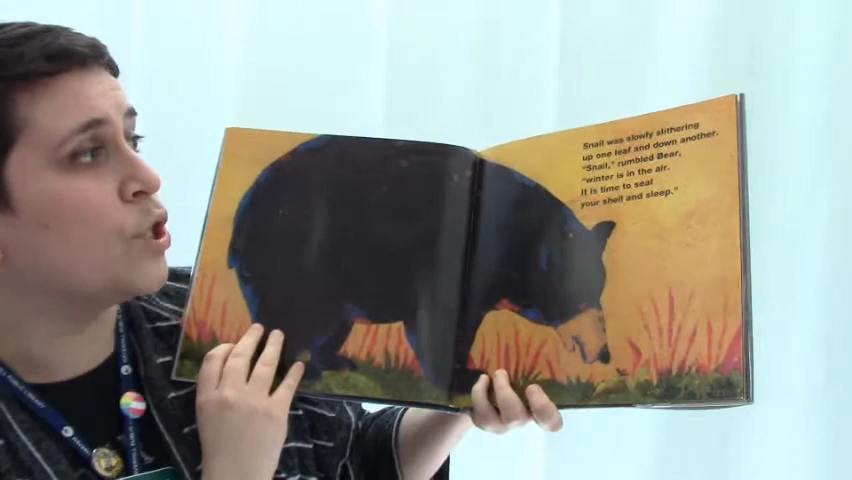 Snail was slowly slithering
up one leaf and down another.
"Snail," rumbled Bear,
"winter is in the air.
It is time to seal
your shell and sleep."